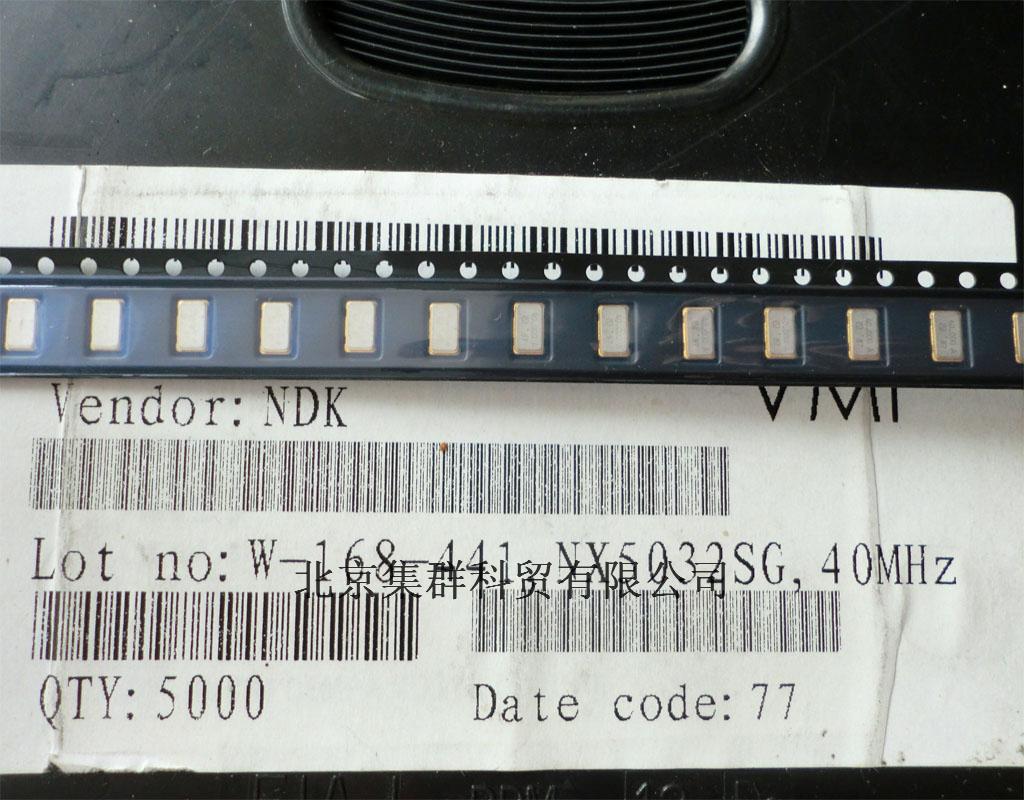 Vendor: NDK
VMI
Lot no: W-168-441 NX5032SG, 40MHz
北京集群科贸有限公司
QTY: 5000
Date code: 77